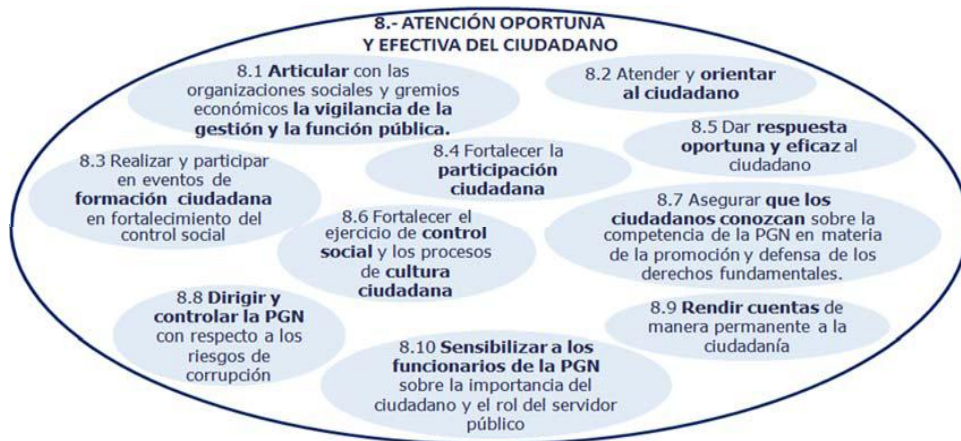 8.- ATENCIÓN OPORTUNA
Y EFECTIVA DEL CIUDADANO
8.1 Articular con las
organizaciones sociales y gremios
económicos la vigilancia de la
gestión y la función pública.
8.2 Atender y orientar
al ciudadano
8.3 Realizar y participar
en eventos de
formación ciudadana
en fortalecimiento del
control social
8.4 Fortalecer la
participación
ciudadana
8.5 Dar respuesta
oportuna y eficaz al
ciudadano
8.6 Fortalecer el
ejercicio de control
social y los procesos
de cultura
ciudadana
8.7 Asegurar que los
ciudadanos conozcan sobre la
competencia de la PGN en materia
de la promoción y defensa de los
derechos fundamentales.
8.8 Dirigir y
controlar la PGN
con respecto a los
riesgos de
corrupción
8.9 Rendir cuentas de
manera permanente a la
ciudadanía
8.10 Sensibilizar a los
funcionarios de la PGN
sobre la importancia del
ciudadano y el rol del servidor
público